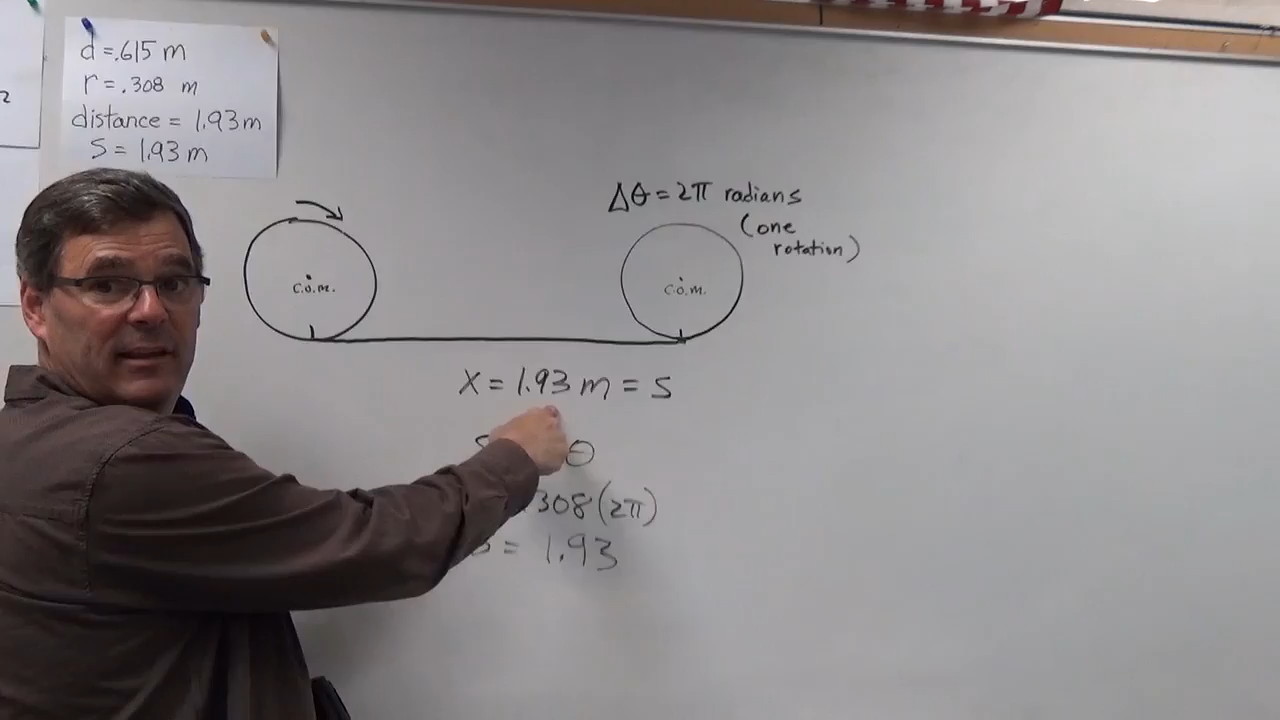 d = .615 m
r = .308 m
distance = 1.93 m
S = 1.93 m
Δθ = 2π radians
(one
rotation)
c.o.m.
c.o.m.
X = 1.93 m = S
θ
.308 (2π)
S = 1.93